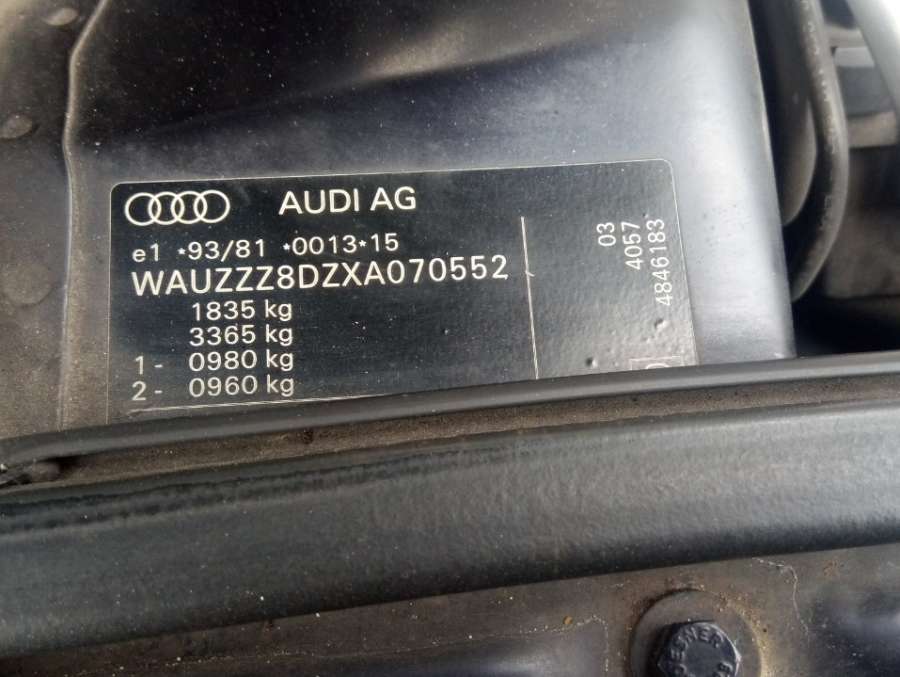 AUDI AG
e1 *93/81 *0013*15
WAUZZZ8DZXA070552
1835 kg
3365 kg
1- 0980 kg
2- 0960 kg
03
4057
4846183